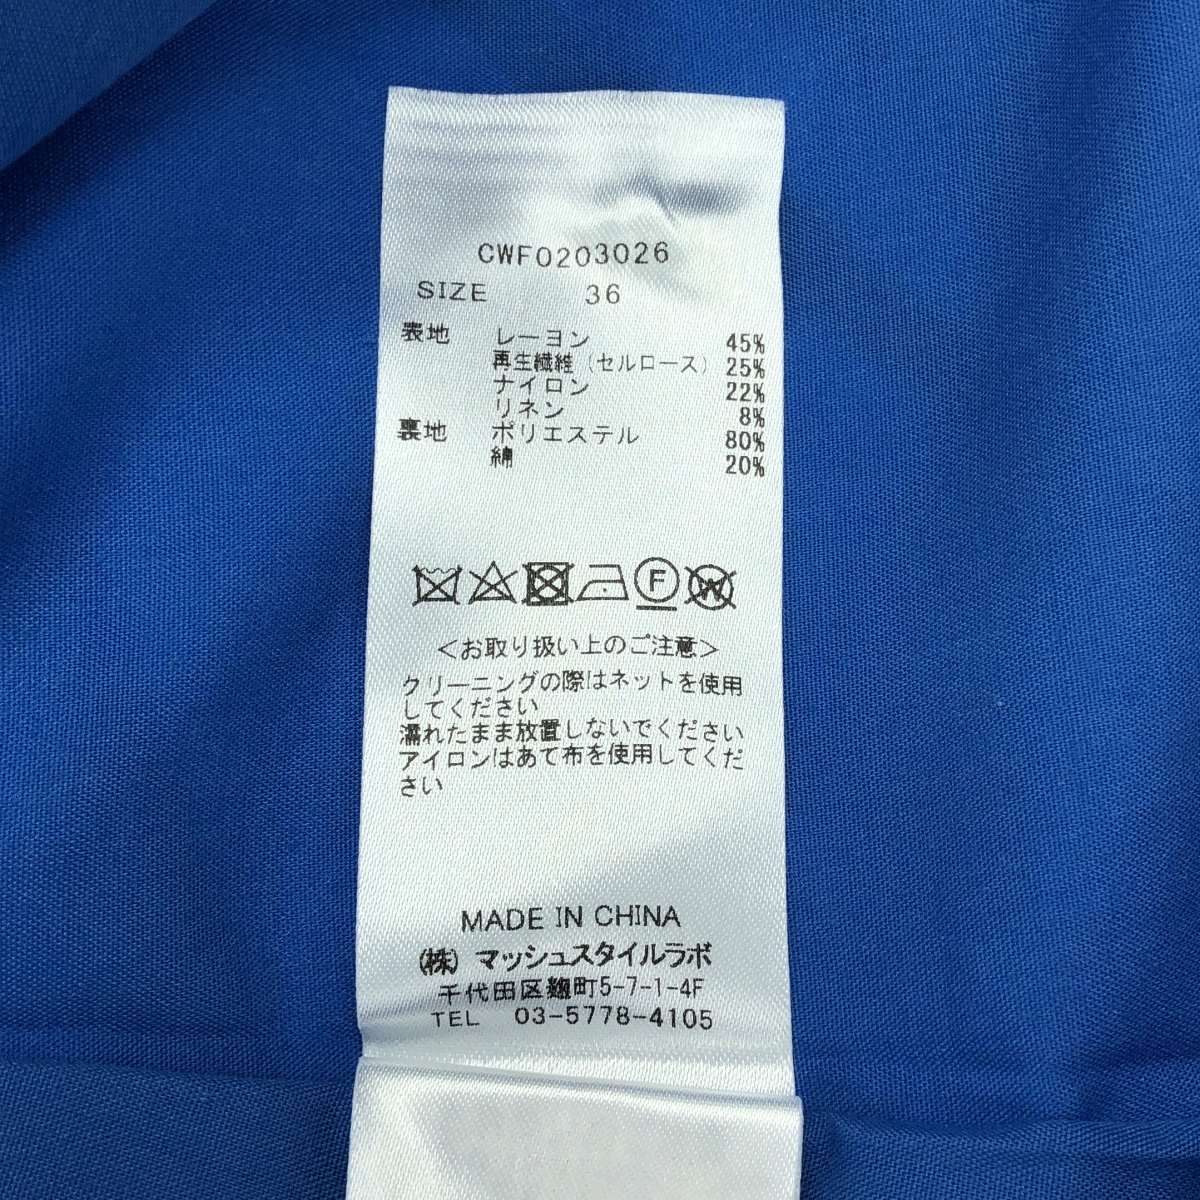 CWF0203026
SIZE 36
表地 レーヨン 45%
再生繊維(セルロース) 25%
ナイロン 22%
リネン 8%
裏地 ポリエステル 80%
綿 20%
F W
<お取り扱い上のご注意>
クリーニングの際はネットを使用
してください
濡れたまま放置しないでください
アイロンはあて布を使用してくだ
さい
MADE IN CHINA
(株) マッシュスタイルラボ
千代田区麹町5-7-1-4F
TEL 03-5778-4105